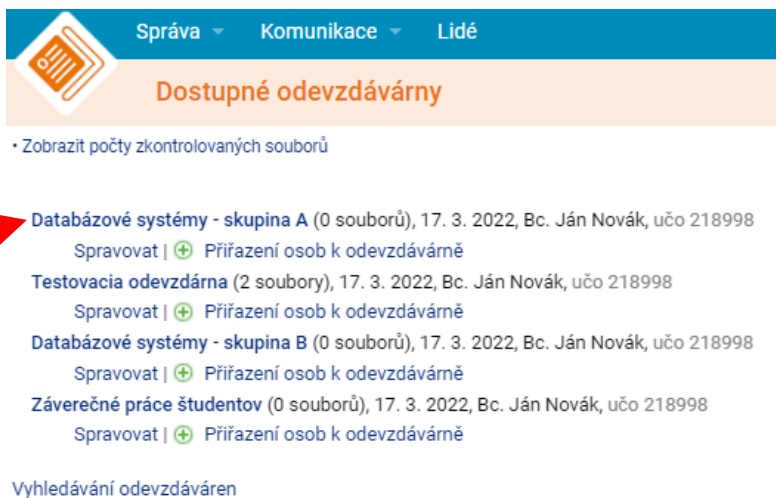 Správa Komunikace Lidé
Dostupné odevzdávárny
• Zobrazit počty zkontrolovaných souborů
Databázové systémy - skupina A (0 souborů), 17. 3. 2022, Bc. Ján Novák, učo 218998
Spravovat | Přiřazení osob k odevzdávárně
Testovacia odevzdárna (2 soubory), 17. 3. 2022, Bc. Ján Novák, učo 218998
Spravovat | Přiřazení osob k odevzdávárně
Databázové systémy - skupina B (0 souborů), 17. 3. 2022, Bc. Ján Novák, učo 218998
Spravovat | Přiřazení osob k odevzdávárně
Záverečné práce študentov (0 souborů), 17. 3. 2022, Bc. Ján Novák, učo 218998
Spravovat | Přiřazení osob k odevzdávárně
Vyhledávání odevzdáváren